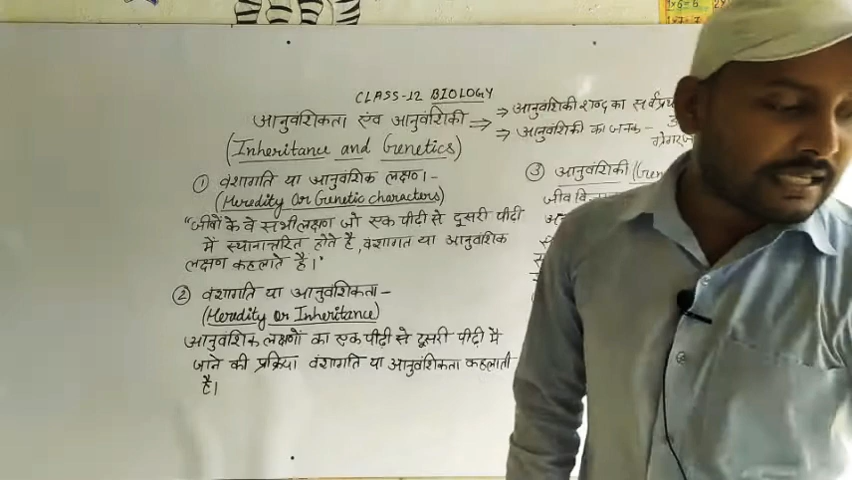 CLASS-12 BIOLOGY
आनुवंशिकता एंव आनुवंशिकी
⇒ आनुवंशिकी शब्द का सर्वप्र
⇒ आनुवंशिकी का जनक-
(Inheritance and Genetics)
① वंशागति या आनुवंशिक लक्षण।-
(Heredity Or Genetic characters)
"जीवों के वे सभी लक्षण जो एक पीढी से दूसरी पीढी
में स्थानान्तरित होते है, वंशागत या आनुवंशिक
लक्षण कहलाते है।"
② वंशागति या आनुवंशिकता-
(Heredity or Inheritance)
आनुवंशिक लक्षणों का एक पीढी से दूसरी पीढ़ी में
जाने की प्रक्रिया वंशागति या आनुवंशिकता कहलाती
है।
③ आनुवंशिकी (Gen
जीव वि